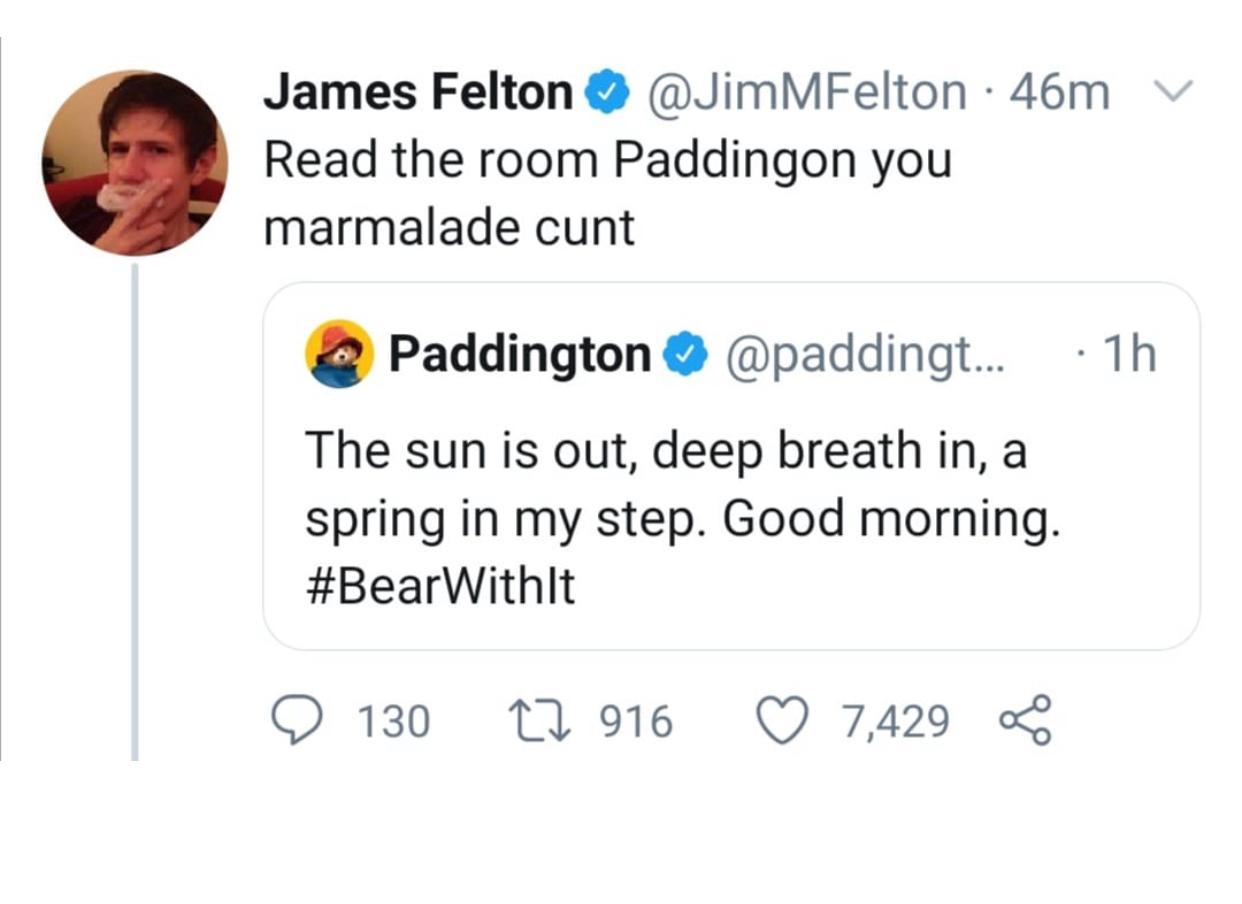 James Felton @JimMFelton · 46m
Read the room Paddingon you
marmalade cunt
Paddington @paddingt... · 1h
The sun is out, deep breath in, a
spring in my step. Good morning.
#BearWithIt
130 916 7,429